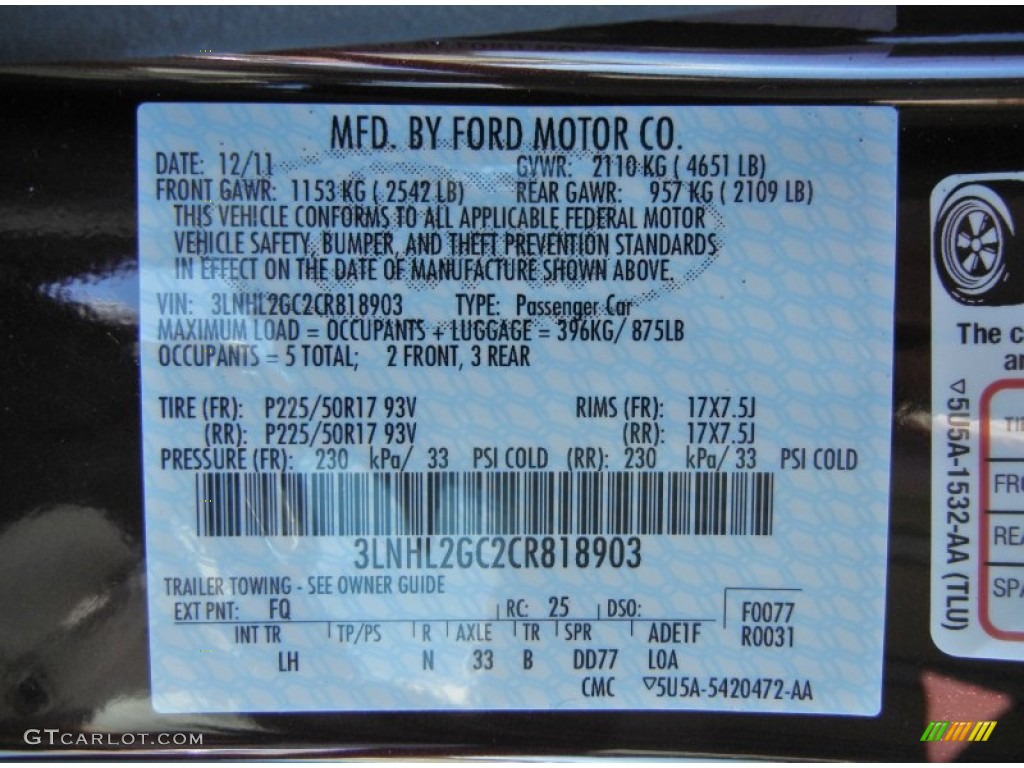 MFD. BY FORD MOTOR CO.
DATE: 12/11 GVWR: 2110 KG ( 4651 LB)
FRONT GAWR: 1153 KG ( 2542 LB) REAR GAWR: 957 KG ( 2109 LB)
THIS VEHICLE CONFORMS TO ALL APPLICABLE FEDERAL MOTOR
VEHICLE SAFETY, BUMPER, AND THEFT PREVENTION STANDARDS
IN EFFECT ON THE DATE OF MANUFACTURE SHOWN ABOVE.
VIN: 3LNHL2GC2CR818903 TYPE: Passenger Car
MAXIMUM LOAD = OCCUPANTS + LUGGAGE = 396KG/ 875LB
OCCUPANTS = 5 TOTAL; 2 FRONT, 3 REAR
TIRE (FR): P225/50R17 93V RIMS (FR): 17X7.5J
(RR): P225/50R17 93V (RR): 17X7.5J
PRESSURE (FR): 230 kPa/ 33 PSI COLD (RR): 230 kPa/ 33 PSI COLD
3LNHL2GC2CR818903
TRAILER TOWING - SEE OWNER GUIDE
EXT PNT: FQ RC: 25 DSO: F0077
INT TR TP/PS R AXLE TR SPR ADE1F R0031
LH N 33 B DD77 LOA
CMC ▽5U5A-5420472-AA
The c
an
▽5U5A-1532-AA (TLU)
TI
FRO
REA
SPA
GTCARLOT.COM